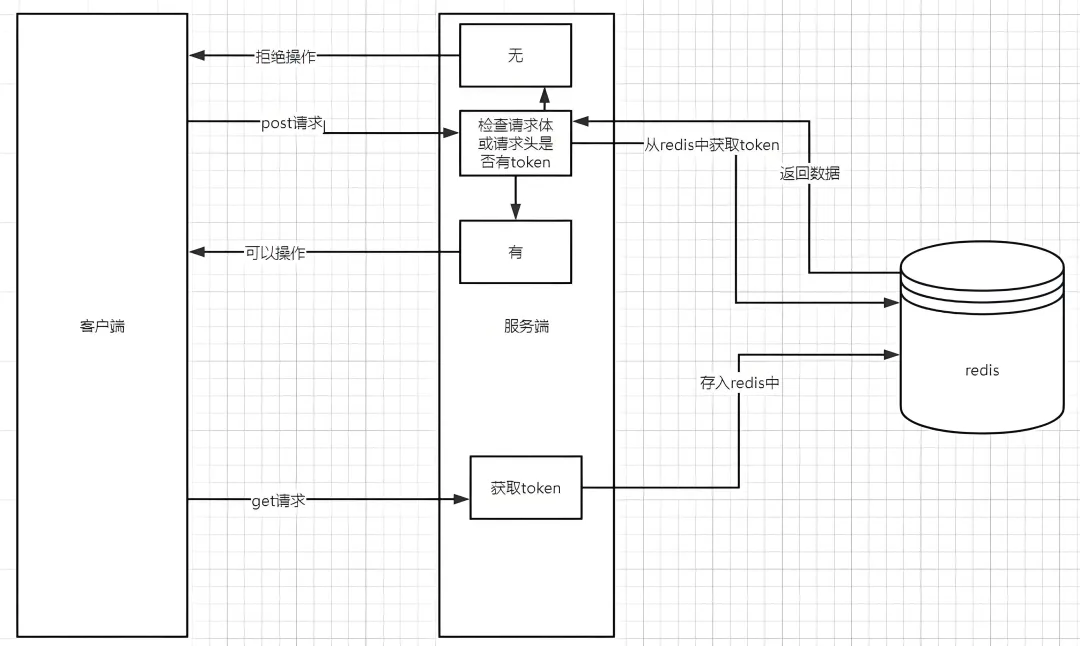 无
拒绝操作
post请求
检查请求体
或请求头是
否有token
从redis中获取token
返回数据
可以操作
有
客户端
服务端
redis
存入redis中
获取token
get请求